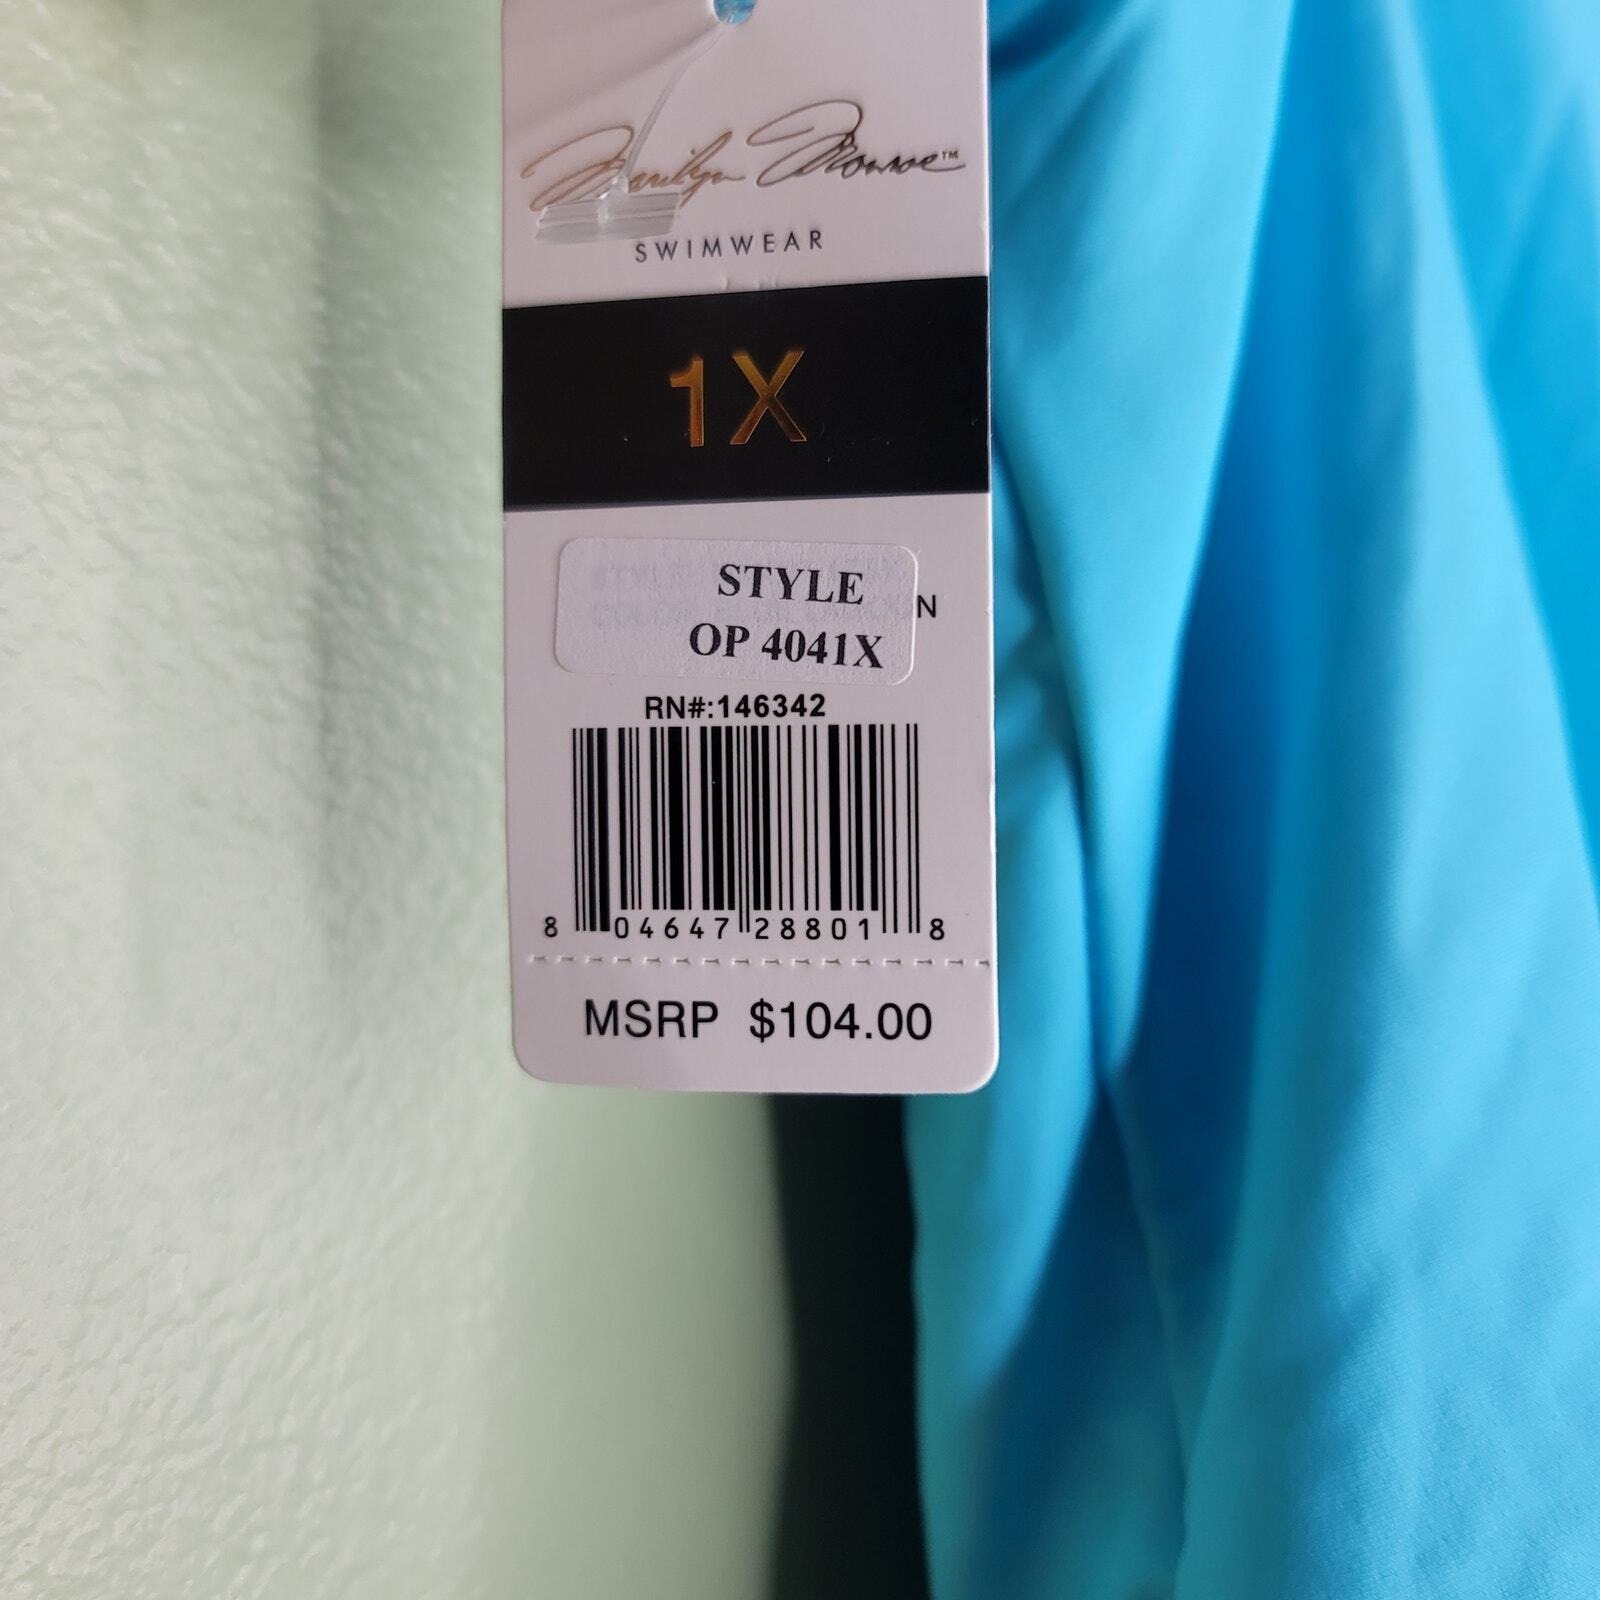 Marilyn Monroe™
SWIMWEAR
1X
STYLE
N
OP 4041X
RN#:146342
8 04647 28801 8
MSRP $104.00